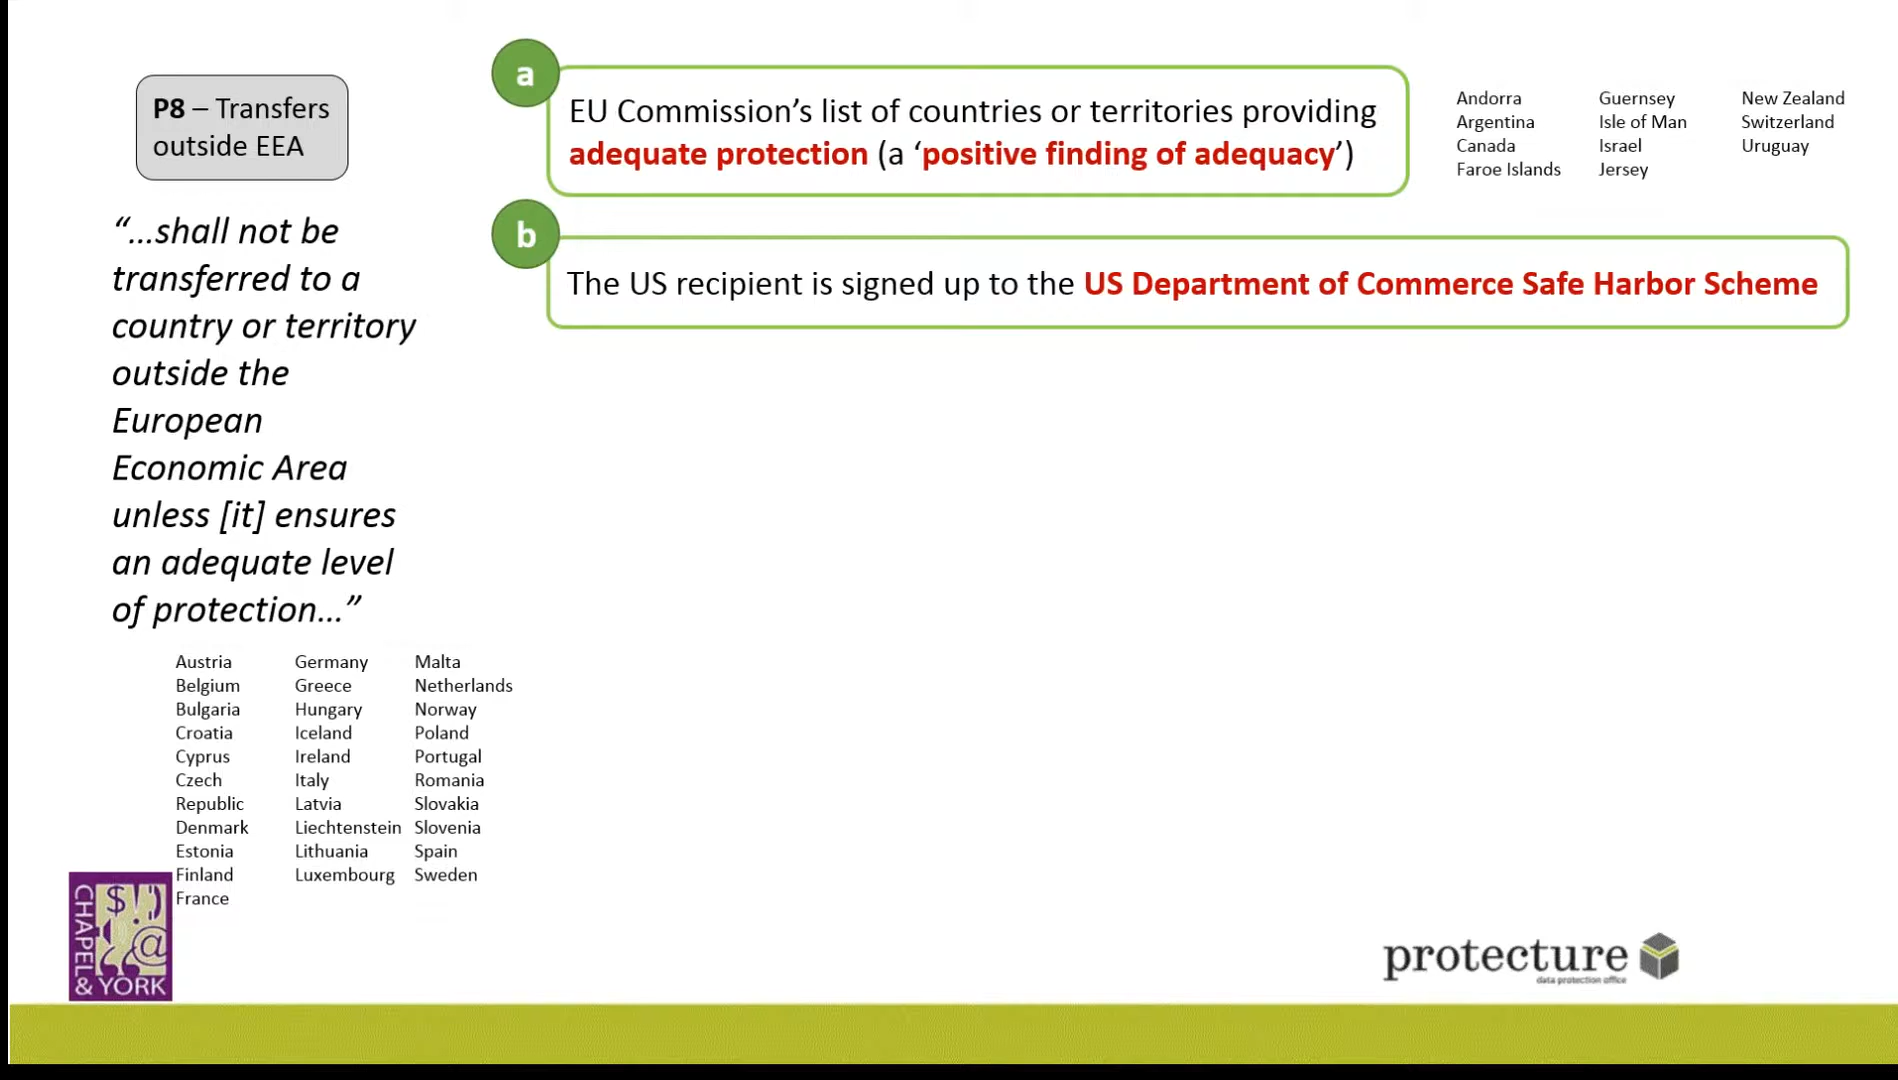 P8 – Transfers
outside EEA
“...shall not be
transferred to a
country or territory
outside the
European
Economic Area
unless [it] ensures
an adequate level
of protection...”
Austria
Belgium
Bulgaria
Croatia
Cyprus
Czech
Republic
Denmark
Estonia
Finland
France
Germany
Greece
Hungary
Iceland
Ireland
Italy
Latvia
Liechtenstein
Lithuania
Luxembourg
Malta
Netherlands
Norway
Poland
Portugal
Romania
Slovakia
Slovenia
Spain
Sweden
a
EU Commission’s list of countries or territories providing
adequate protection (a ‘positive finding of adequacy’)
Andorra
Argentina
Canada
Faroe Islands
Guernsey
Isle of Man
Israel
Jersey
New Zealand
Switzerland
Uruguay
b
The US recipient is signed up to the US Department of Commerce Safe Harbor Scheme
CHAPEL
& YORK
protecture
data protection office